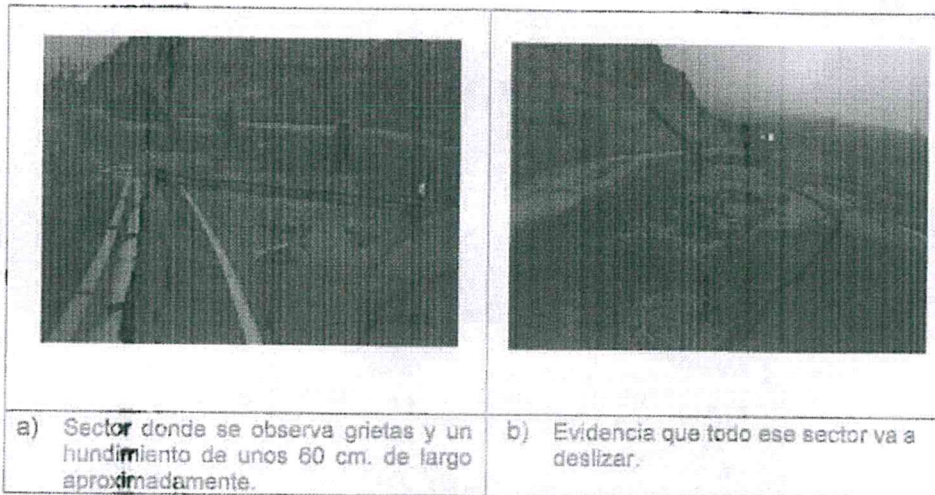 a) Sector donde se observa grietas y un
hundimiento de unos 60 cm. de largo
aproximadamente.
b) Evidencia que todo ese sector va a
deslizar.